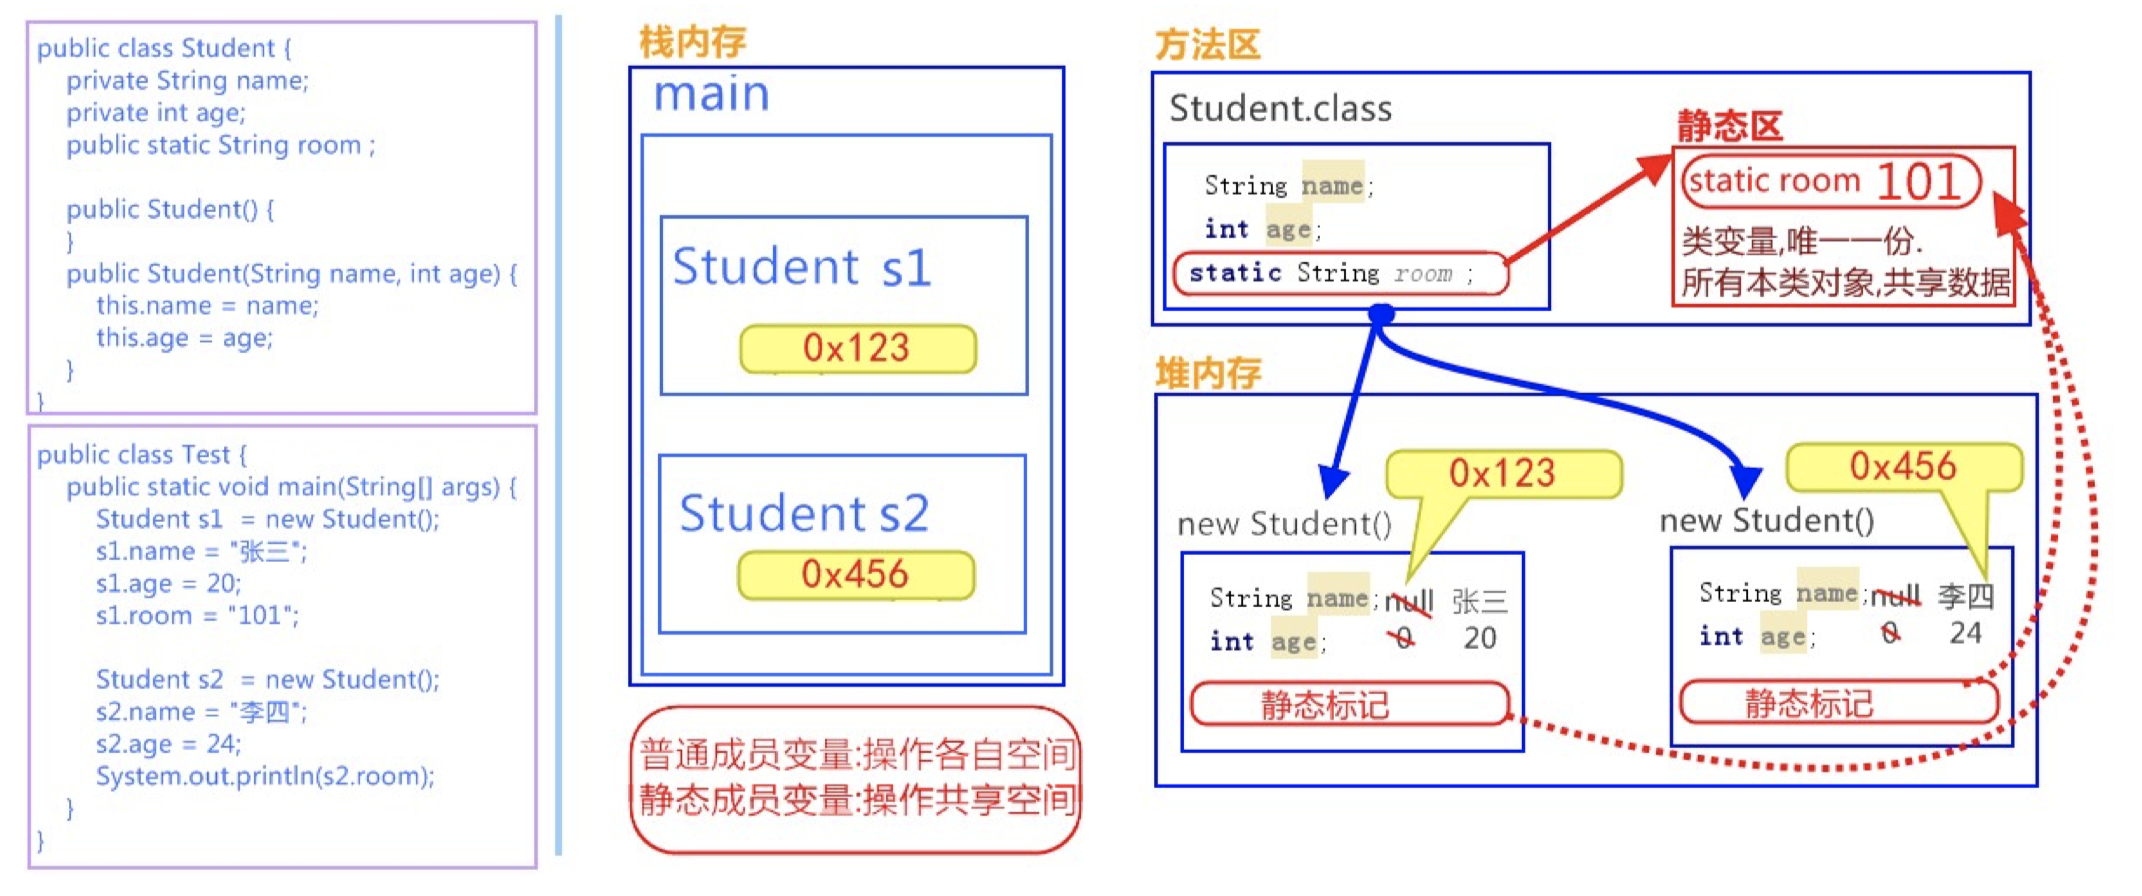 public class Student {
private String name;
private int age;
public static String room ;
public Student() {
}
public Student(String name, int age) {
this.name = name;
this.age = age;
}
}
public class Test {
public static void main(String[] args) {
Student s1 = new Student();
s1.name = "张三";
s1.age = 20;
s1.room = "101";
Student s2 = new Student();
s2.name = "李四";
s2.age = 24;
System.out.println(s2.room);
}
}
栈内存
main
Student s1
0x123
Student s2
0x456
普通成员变量:操作各自空间
静态成员变量:操作共享空间
方法区
Student.class
String name;
int age;
static String room ;
静态区
static room 101
类变量,唯一一份.
所有本类对象,共享数据
堆内存
0x123
new Student()
String name; null 张三
int age; 0 20
静态标记
0x456
new Student()
String name; null 李四
int age; 0 24
静态标记